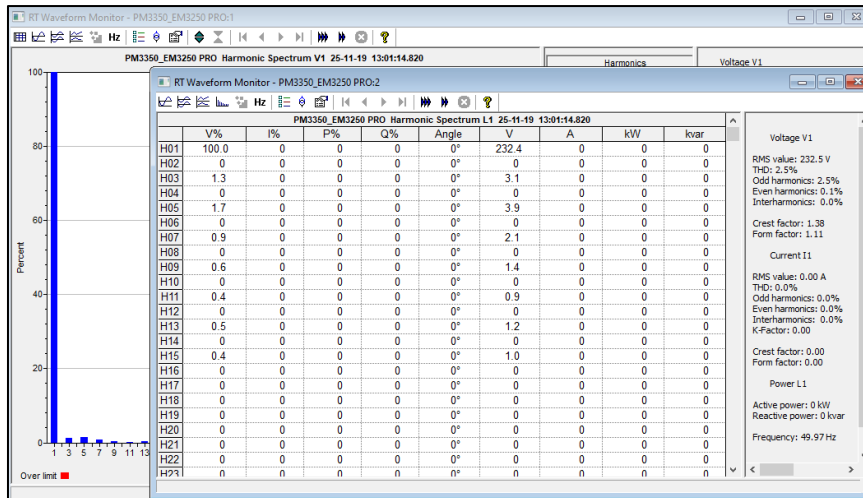 RT Waveform Monitor - PM3350_EM3250 PRO:1
Hz
PM3350_EM3250 PRO Harmonic Spectrum V1 25-11-19 13:01:14.820
Harmonics
Voltage V1
100
80
60
40
20
0
Percent
1 3 5 7 9 11 13
Over limit
RT Waveform Monitor - PM3350_EM3250 PRO:2
Hz
PM3350_EM3250 PRO Harmonic Spectrum L1 25-11-19 13:01:14.820
V% I% P% Q% Angle V A kW kvar
H01 100.0 0 0 0 0° 232.4 0 0 0
H02 0 0 0 0 0° 0 0 0 0
H03 1.3 0 0 0 0° 3.1 0 0 0
H04 0 0 0 0 0° 0 0 0 0
H05 1.7 0 0 0 0° 3.9 0 0 0
H06 0 0 0 0 0° 0 0 0 0
H07 0.9 0 0 0 0° 2.1 0 0 0
H08 0 0 0 0 0° 0 0 0 0
H09 0.6 0 0 0 0° 1.4 0 0 0
H10 0 0 0 0 0° 0 0 0 0
H11 0.4 0 0 0 0° 0.9 0 0 0
H12 0 0 0 0 0° 0 0 0 0
H13 0.5 0 0 0 0° 1.2 0 0 0
H14 0 0 0 0 0° 0 0 0 0
H15 0.4 0 0 0 0° 1.0 0 0 0
H16 0 0 0 0 0° 0 0 0 0
H17 0 0 0 0 0° 0 0 0 0
H18 0 0 0 0 0° 0 0 0 0
H19 0 0 0 0 0° 0 0 0 0
H20 0 0 0 0 0° 0 0 0 0
H21 0 0 0 0 0° 0 0 0 0
H22 0 0 0 0 0° 0 0 0 0
H23 0 0 0 0 0° 0 0 0 0
Voltage V1
RMS value: 232.5 V
THD: 2.5%
Odd harmonics: 2.5%
Even harmonics: 0.1%
Interharmonics: 0.0%
Crest factor: 1.38
Form factor: 1.11
Current I1
RMS value: 0.00 A
THD: 0.0%
Odd harmonics: 0.0%
Even harmonics: 0.0%
Interharmonics: 0.0%
K-Factor: 0.00
Crest factor: 0.00
Form factor: 0.00
Power L1
Active power: 0 kW
Reactive power: 0 kvar
Frequency: 49.97 Hz